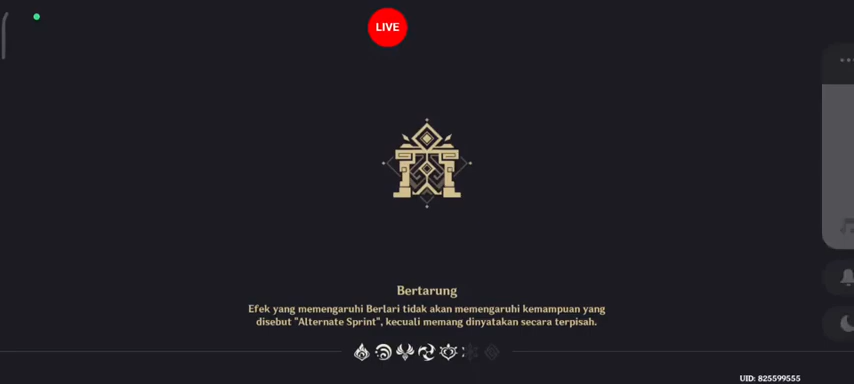 LIVE
Bertarung
Efek yang memengaruhi Berlari tidak akan memengaruhi kemampuan yang
disebut "Alternate Sprint", kecuali memang dinyatakan secara terpisah.
UID: 825599555